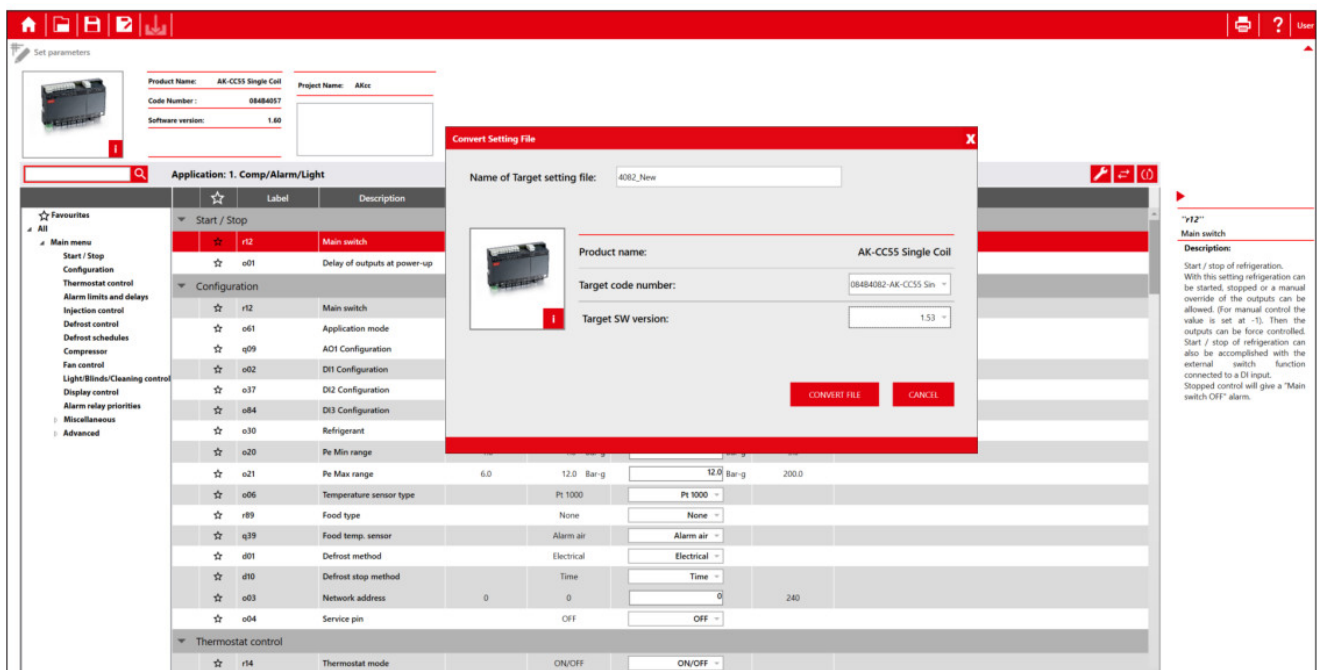 User
Set parameters
Product Name: AK-CC55 Single Coil
Code Number : 084B4057
Software version: 1.60
Project Name: AKcc
Application: 1. Comp/Alarm/Light
Favourites
All
Main menu
Start / Stop
Configuration
Thermostat control
Alarm limits and delays
Injection control
Defrost control
Defrost schedules
Compressor
Fan control
Light/Blinds/Cleaning control
Display control
Alarm relay priorities
Miscellaneous
Advanced
Label Description
Start / Stop
r12 Main switch
o01 Delay of outputs at power-up
Configuration
r12 Main switch
o61 Application mode
q09 AO1 Configuration
o02 DI1 Configuration
o37 DI2 Configuration
o84 DI3 Configuration
o30 Refrigerant
o20 Pe Min range
o21 Pe Max range 6.0 12.0 Bar-g 12.0 Bar-g 200.0
o06 Temperature sensor type Pt 1000 Pt 1000
r89 Food type None None
q39 Food temp. sensor Alarm air Alarm air
d01 Defrost method Electrical Electrical
d10 Defrost stop method Time Time
o03 Network address 0 0 0 240
o04 Service pin OFF OFF
Thermostat control
r14 Thermostat mode ON/OFF ON/OFF
Convert Setting File X
Name of Target setting file: 4082_New
Product name: AK-CC55 Single Coil
Target code number: 084B4082-AK-CC55 Sin
Target SW version: 1.53
CONVERT FILE CANCEL
"r12"
Main switch
Description:
Start / stop of refrigeration.
With this setting refrigeration can
be started, stopped or a manual
override of the outputs can be
allowed. (For manual control the
value is set at -1). Then the
outputs can be force controlled.
Start / stop of refrigeration can
also be accomplished with the
external switch function
connected to a DI input.
Stopped control will give a "Main
switch OFF" alarm.